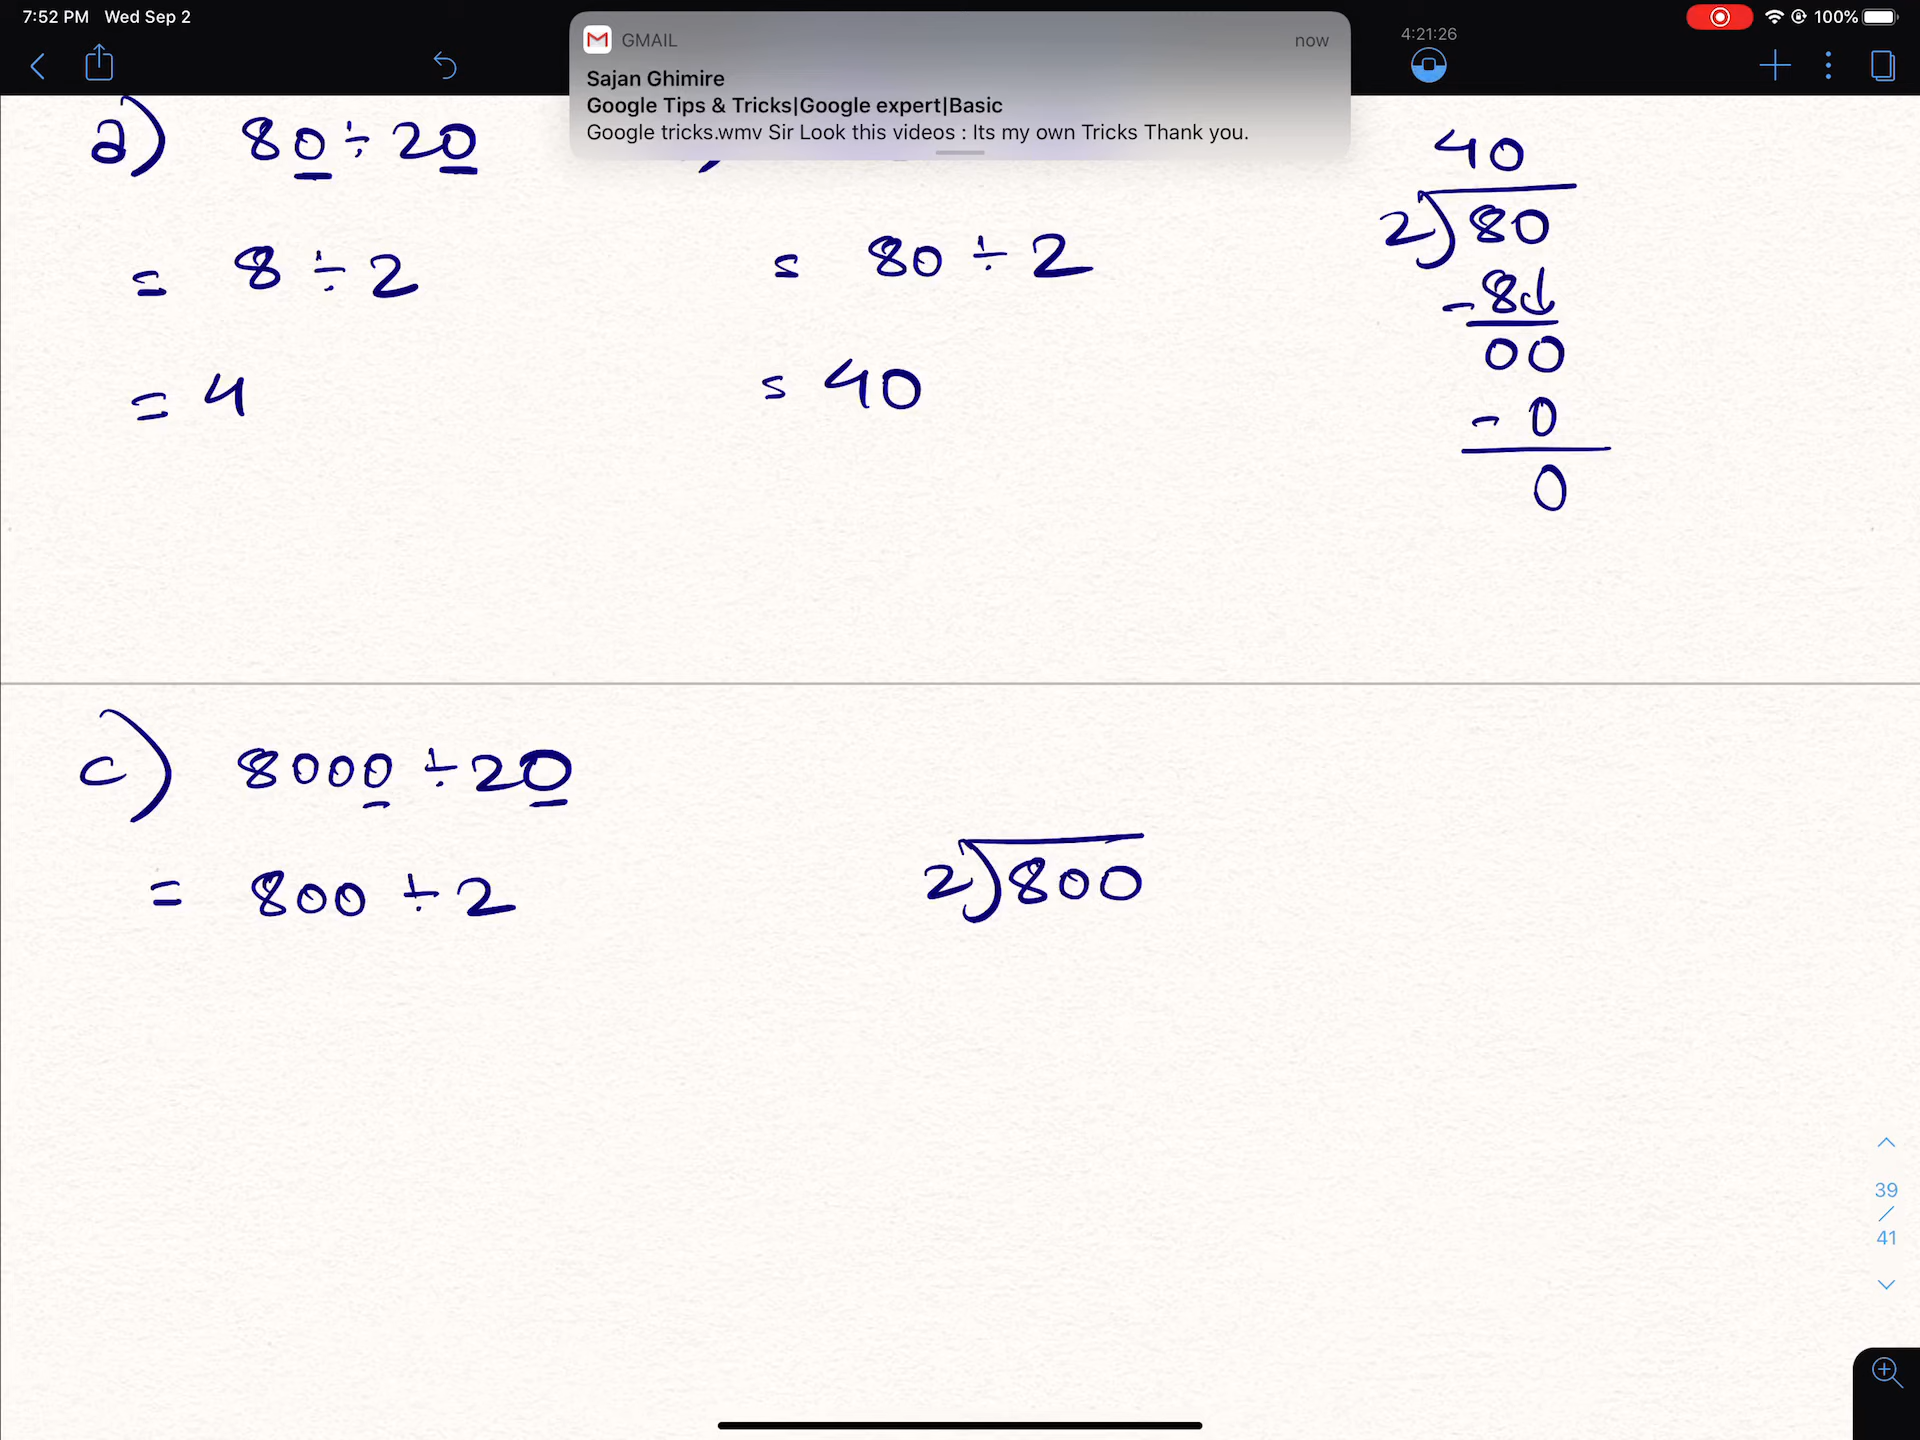 7:52 PM Wed Sep 2
100%
GMAIL
now
4:21:26
Sajan Ghimire
Google Tips & Tricks|Google expert|Basic
Google tricks.wmv Sir Look this videos : Its my own Tricks Thank you.
a) 80 ÷ 20
= 8 ÷ 2
= 4
= 80 ÷ 2
= 40
40
2)80
-8↓
00
- 0
0
c) 8000 ÷ 20
= 800 ÷ 2
2)800
39
/
41